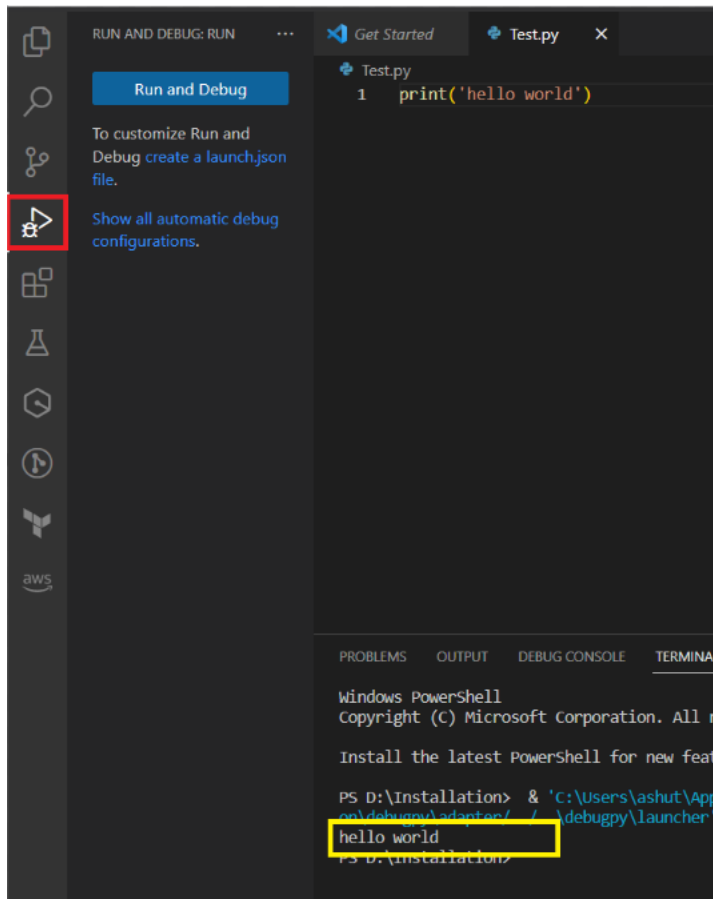 RUN AND DEBUG: RUN ···
Run and Debug
To customize Run and
Debug create a launch.json
file.
Show all automatic debug
configurations.
aws
Get Started Test.py
Test.py
1 print('hello world')
PROBLEMS OUTPUT DEBUG CONSOLE TERMINA
Windows PowerShell
Copyright (C) Microsoft Corporation. All
Install the latest PowerShell for new feat
PS D:\Installation> & 'C:\Users\ashut\App
on\debugpy\adapter/../..\debugpy\launcher'
hello world
PS D:\Installation>